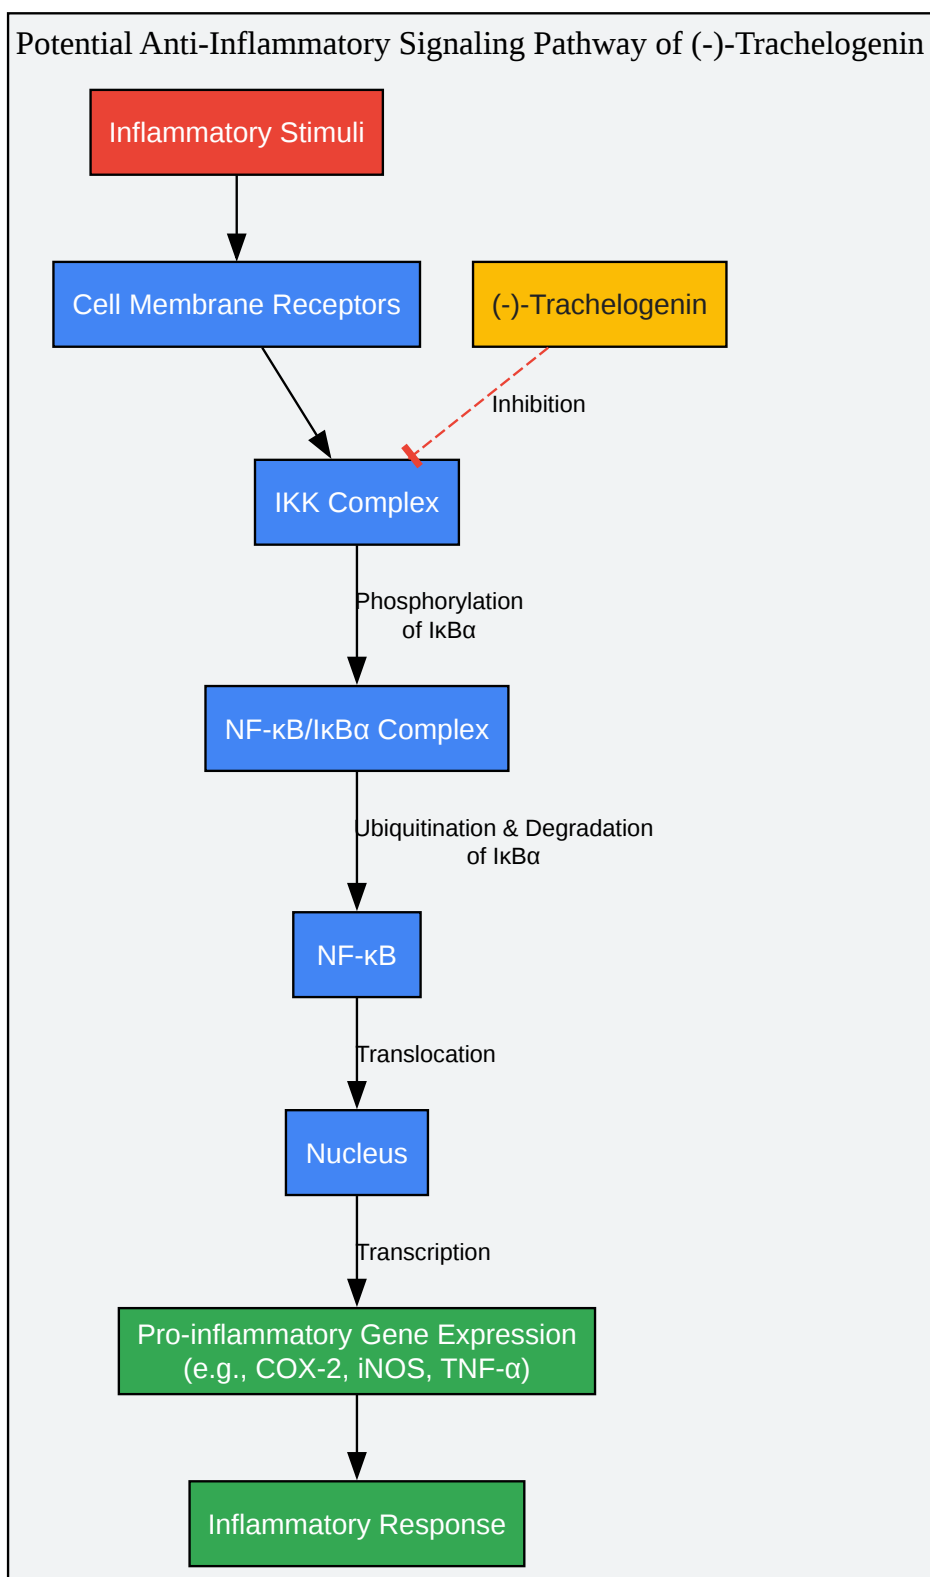 Potential Anti-Inflammatory Signaling Pathway of (-)-Trachelogenin
Inflammatory Stimuli
Cell Membrane Receptors
(-)-Trachelogenin
Inhibition
IKK Complex
Phosphorylation
of IκBα
NF-κB/IκBα Complex
Ubiquitination & Degradation
of IκBα
NF-κB
Translocation
Nucleus
Transcription
Pro-inflammatory Gene Expression
(e.g., COX-2, iNOS, TNF-α)
Inflammatory Response